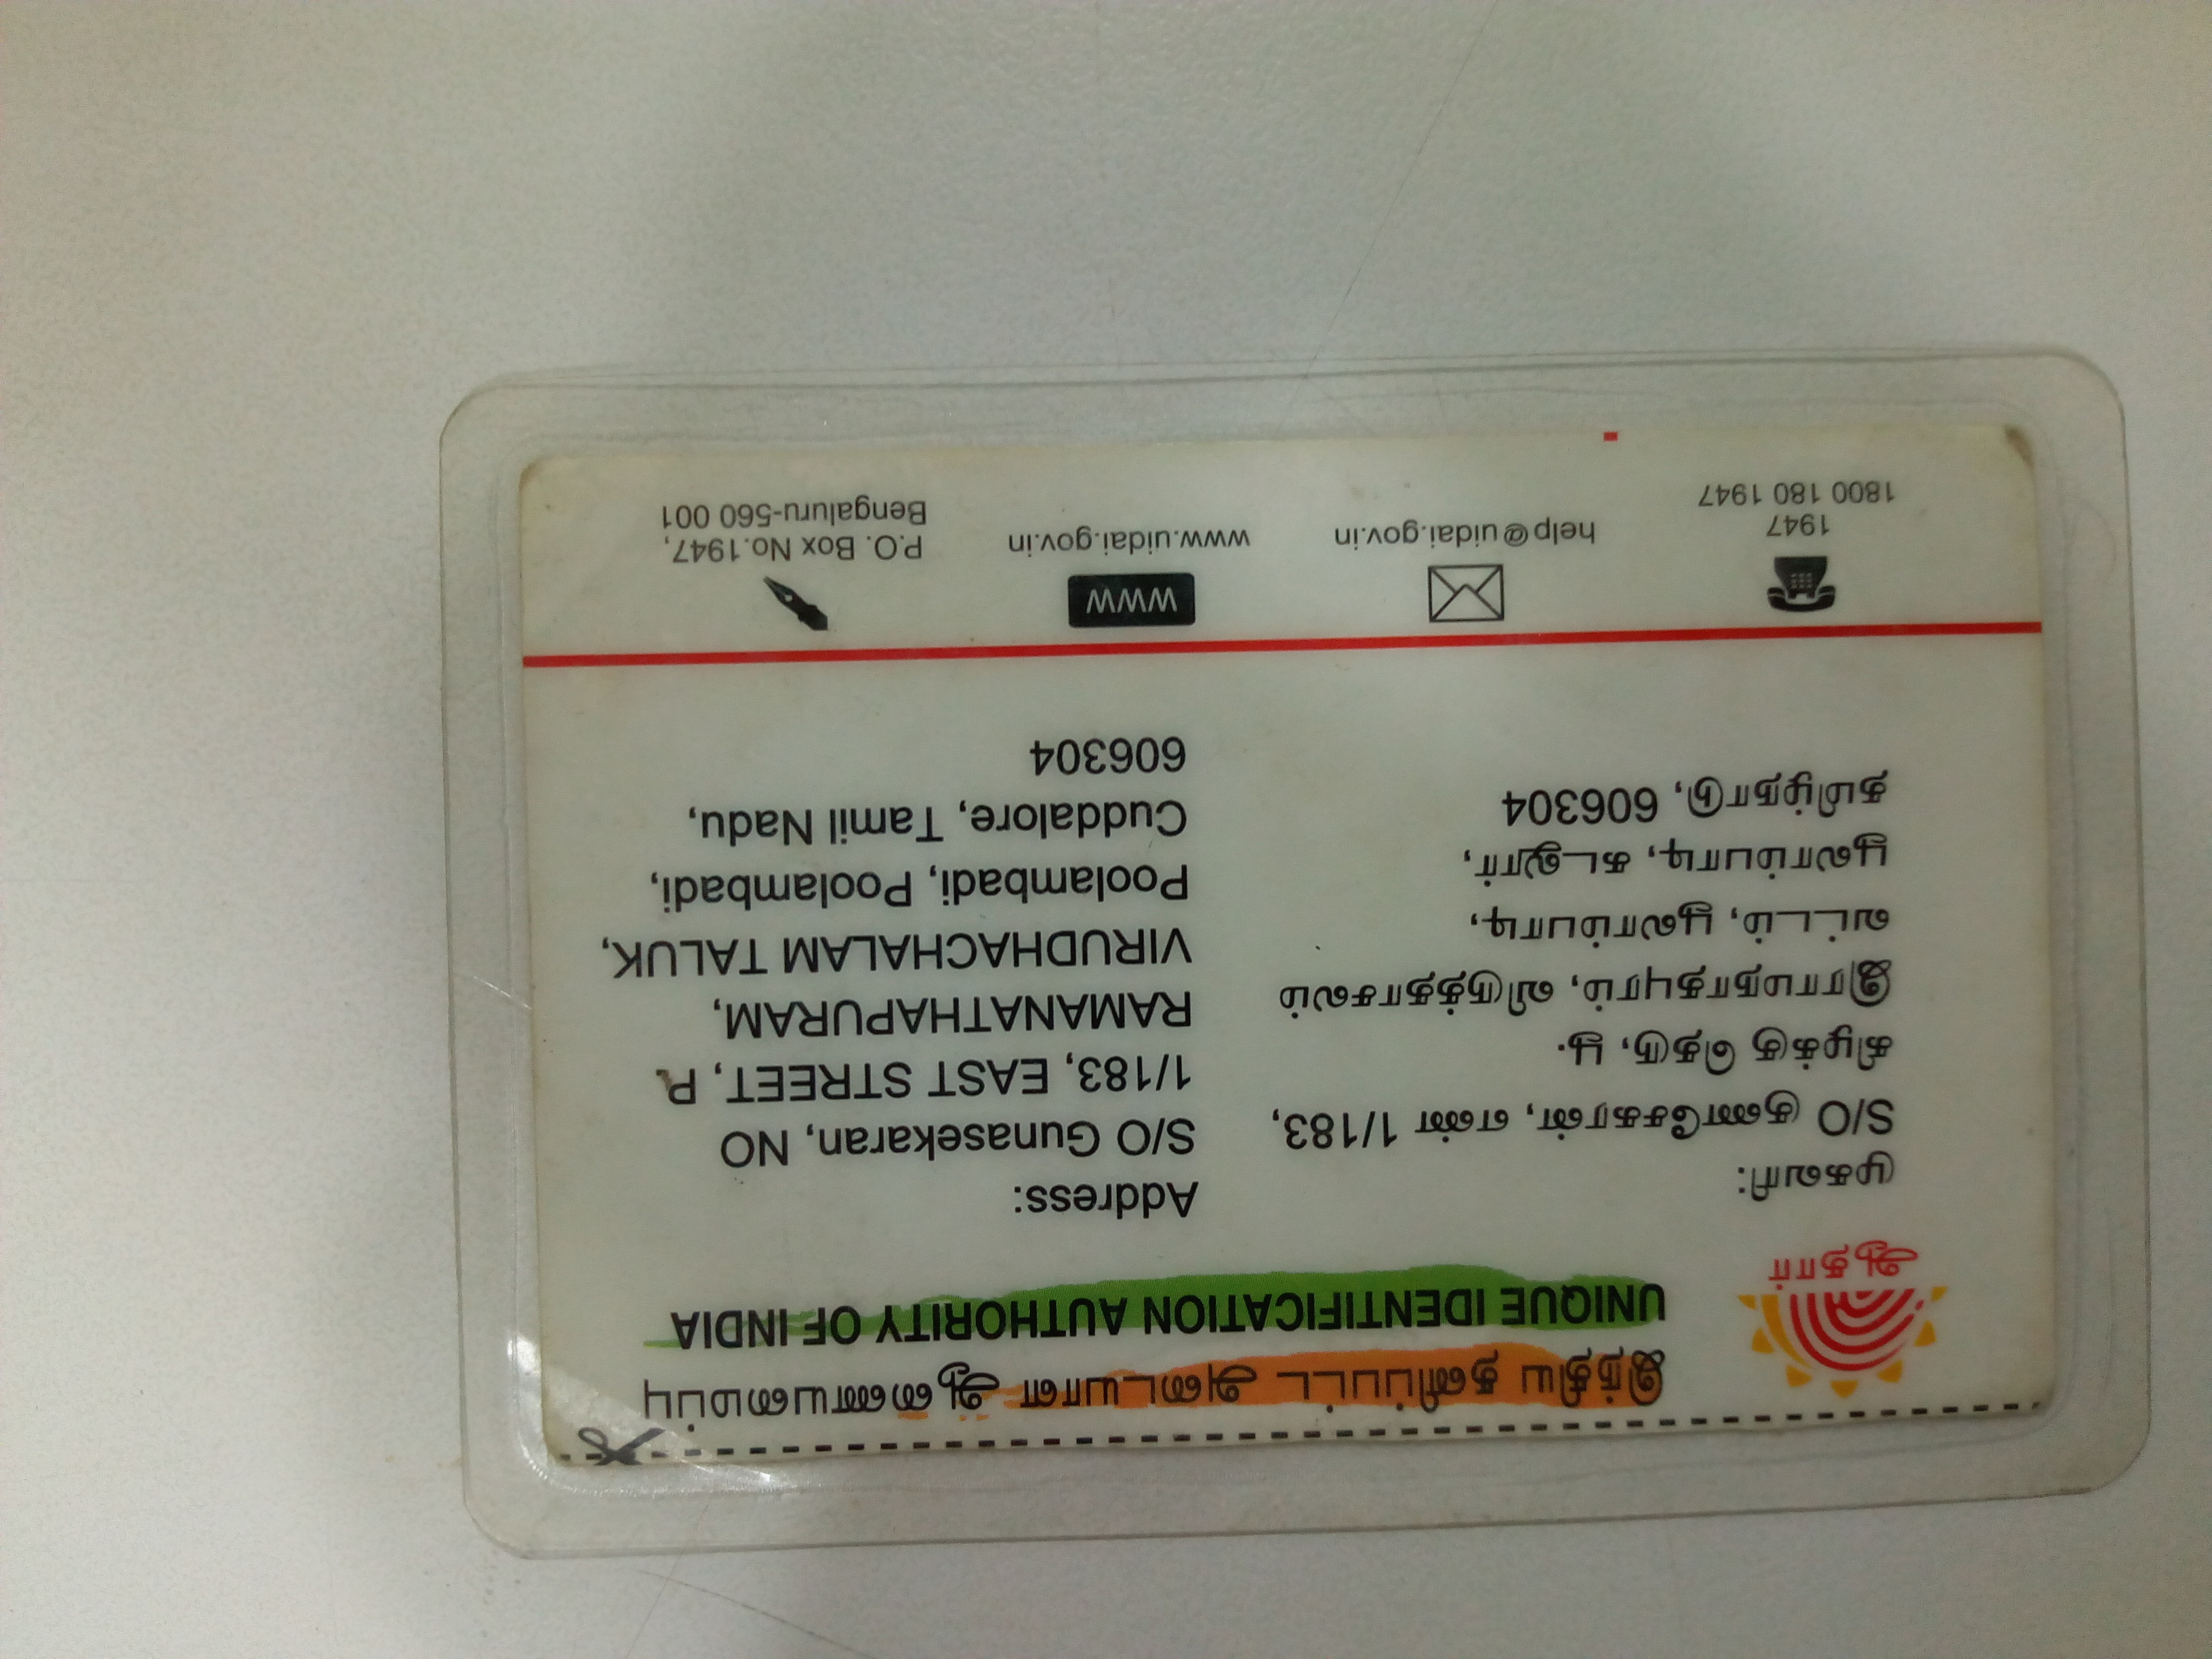 இந்திய தனிப்பட்ட அடையாள ஆணையமைப்பு
UNIQUE IDENTIFICATION AUTHORITY OF INDIA
ஆதார்
முகவரி:
S/O குணசேகரன், எண் 1/183,
கிழக்கு தெரு, பூ.
இராமநாதபுரம், விருத்தாசலம்
வட்டம், பூலாம்பாடி,
பூலாம்பாடி, கடலூர்,
தமிழ்நாடு, 606304
Address:
S/O Gunasekaran, NO
1/183, EAST STREET, P.
RAMANATHAPURAM,
VIRUDHACHALAM TALUK,
Poolambadi, Poolambadi,
Cuddalore, Tamil Nadu,
606304
1947
1800 180 1947
help@uidai.gov.in
WWW
www.uidai.gov.in
P.O. Box No.1947,
Bengaluru-560 001